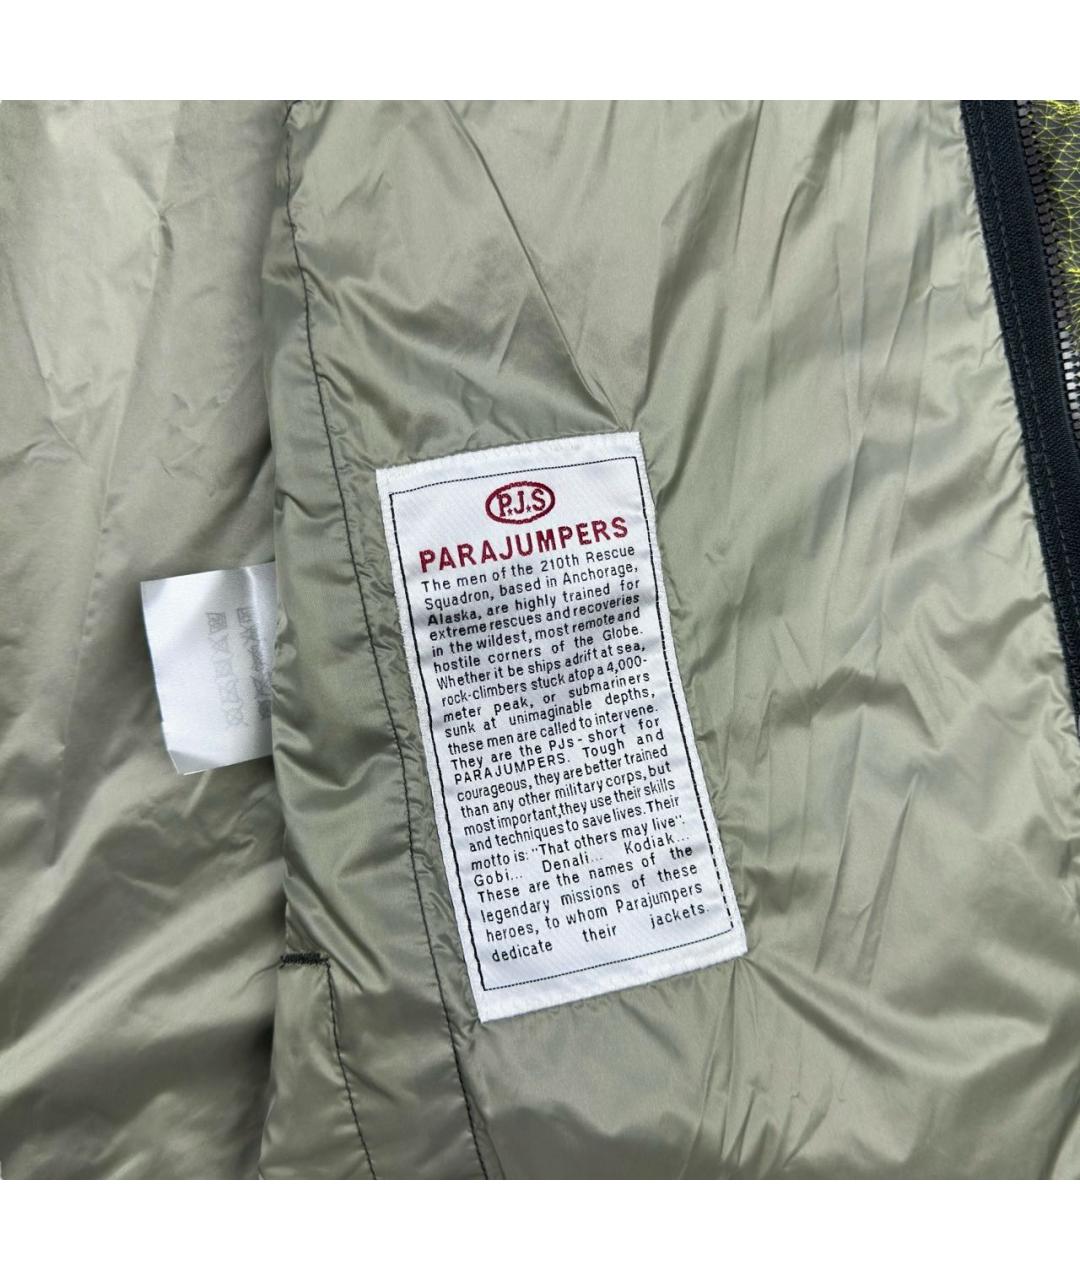 P.J.S
PARAJUMPERS
The men of the 210th Rescue
Squadron, based in Anchorage,
Alaska, are highly trained for
extreme rescues and recoveries
in the wildest, most remote and
hostile corners of the Globe.
Whether it be ships adrift at sea,
rock-climbers stuck atop a 4,000-
meter peak, or submariners
sunk at unimaginable depths,
these men are called to intervene.
They are the PJs - short for
PARAJUMPERS. Tough and
courageous, they are better trained
than any other military corps, but
most important,they use their skills
and techniques to save lives. Their
motto is: "That others may live".
Gobi... Denali... Kodiak...
These are the names of the
legendary missions of these
heroes, to whom Parajumpers
dedicate their jackets.